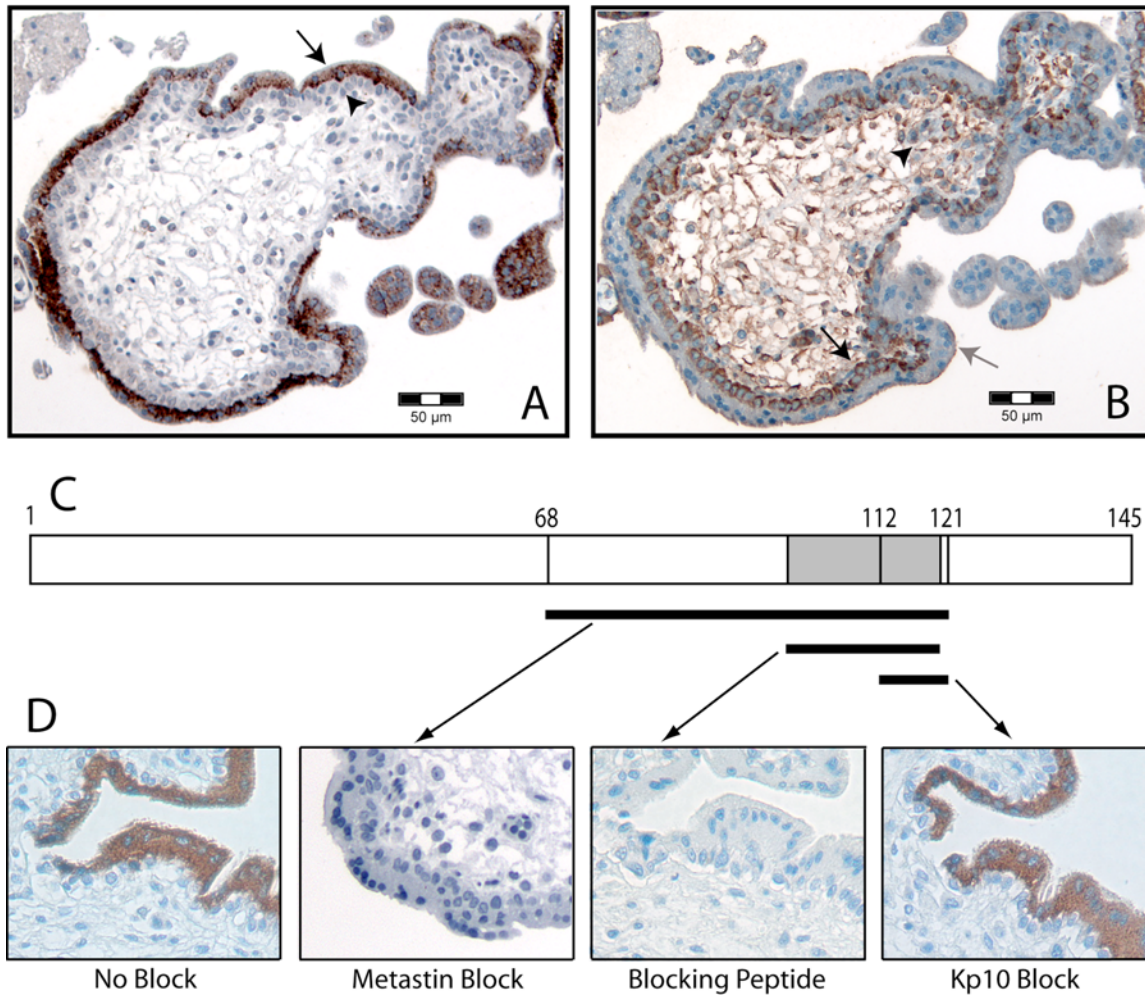 50 µm
A
50 µm
B
C
1 68 112 121 145
D
No Block
Metastin Block
Blocking Peptide
Kp10 Block